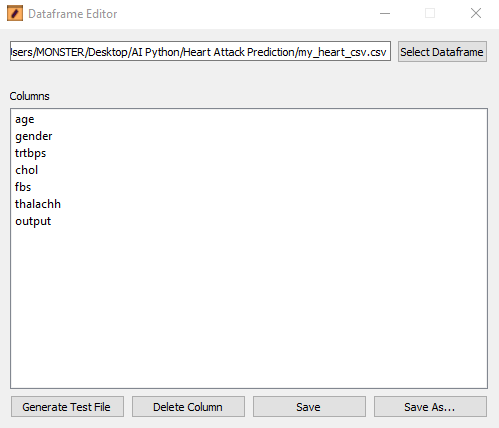 Dataframe Editor
Jsers/MONSTER/Desktop/AI Python/Heart Attack Prediction/my_heart_csv.csv
Select Dataframe
Columns
age
gender
trtbps
chol
fbs
thalachh
output
Generate Test File
Delete Column
Save
Save As...